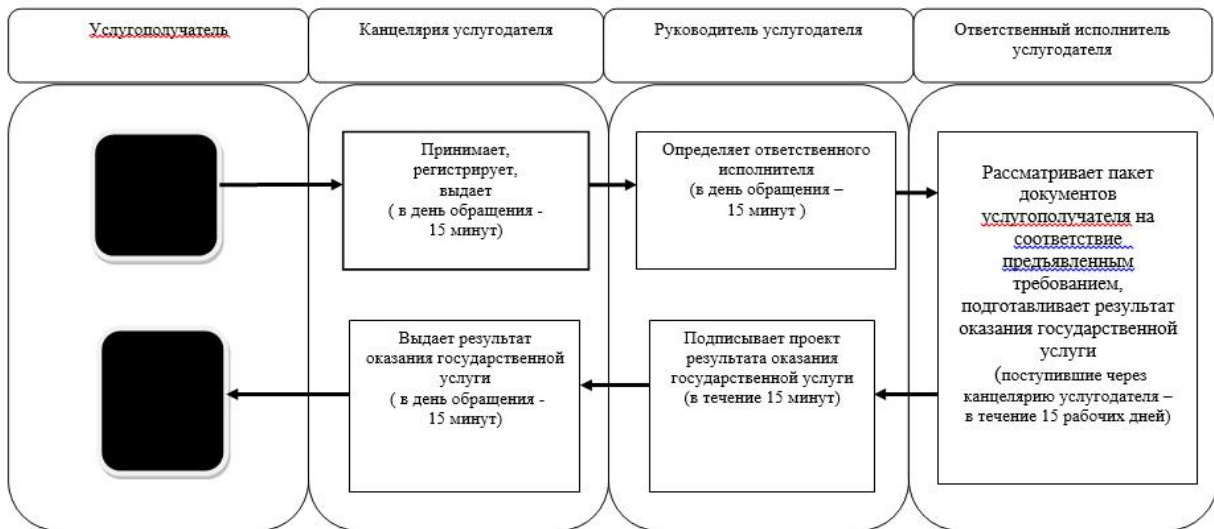 Услугополучатель
Канцелярия услугодателя
Руководитель услугодателя
Ответственный исполнитель
услугодателя
Принимает,
регистрирует,
выдает
( в день обращения -
15 минут)
Определяет ответственного
исполнителя
(в день обращения –
15 минут )
Рассматривает пакет
документов
услугополучателя на
соответствие
предъявленным
требованием,
подготавливает результат
оказания государственной
услуги
(поступившие через
канцелярию услугодателя –
в течение 15 рабочих дней)
Выдает результат
оказания государственной
услуги
( в день обращения -
15 минут)
Подписывает проект
результата оказания
государственной услуги
(в течение 15 минут)